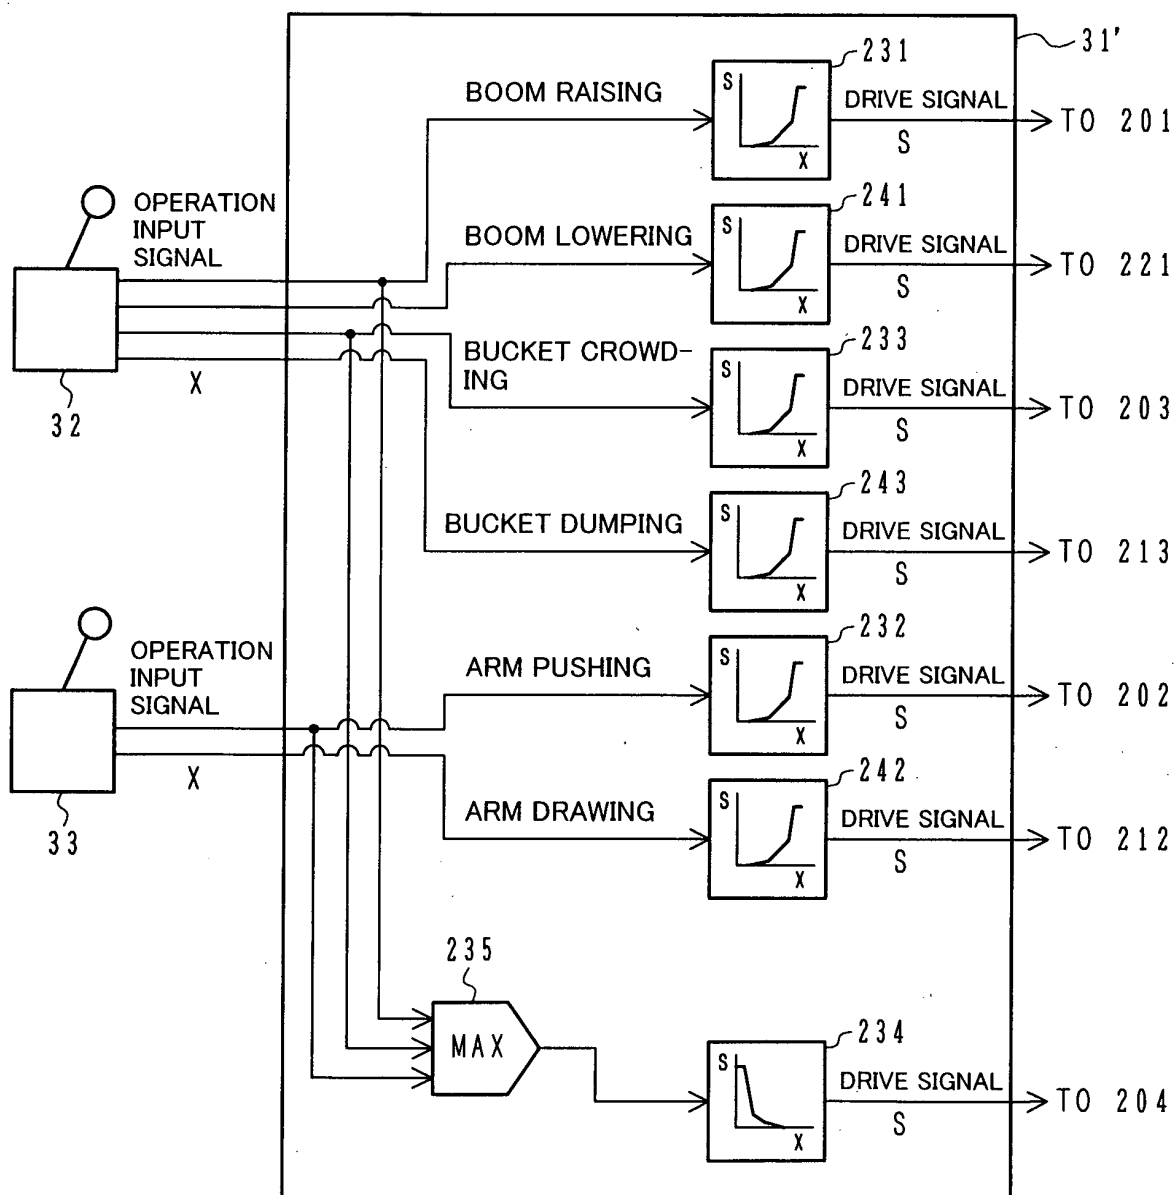 31'
231
S
X
BOOM RAISING
DRIVE SIGNAL
S
TO 201
OPERATION
INPUT
SIGNAL
241
S
X
BOOM LOWERING
DRIVE SIGNAL
S
TO 221
X
32
233
S
X
BUCKET CROWD-
ING
DRIVE SIGNAL
S
TO 203
243
S
X
BUCKET DUMPING
DRIVE SIGNAL
S
TO 213
OPERATION
INPUT
SIGNAL
232
S
X
ARM PUSHING
DRIVE SIGNAL
S
TO 202
X
33
242
S
X
ARM DRAWING
DRIVE SIGNAL
S
TO 212
235
MAX
234
S
X
DRIVE SIGNAL
S
TO 204